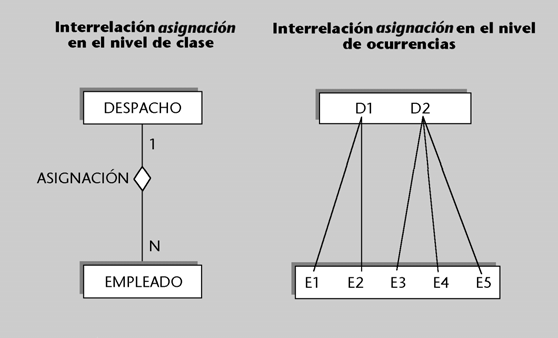 Interrelación asignación
en el nivel de clase
DESPACHO
1
ASIGNACIÓN
N
EMPLEADO
Interrelación asignación en el nivel
de ocurrencias
D1 D2
E1 E2 E3 E4 E5